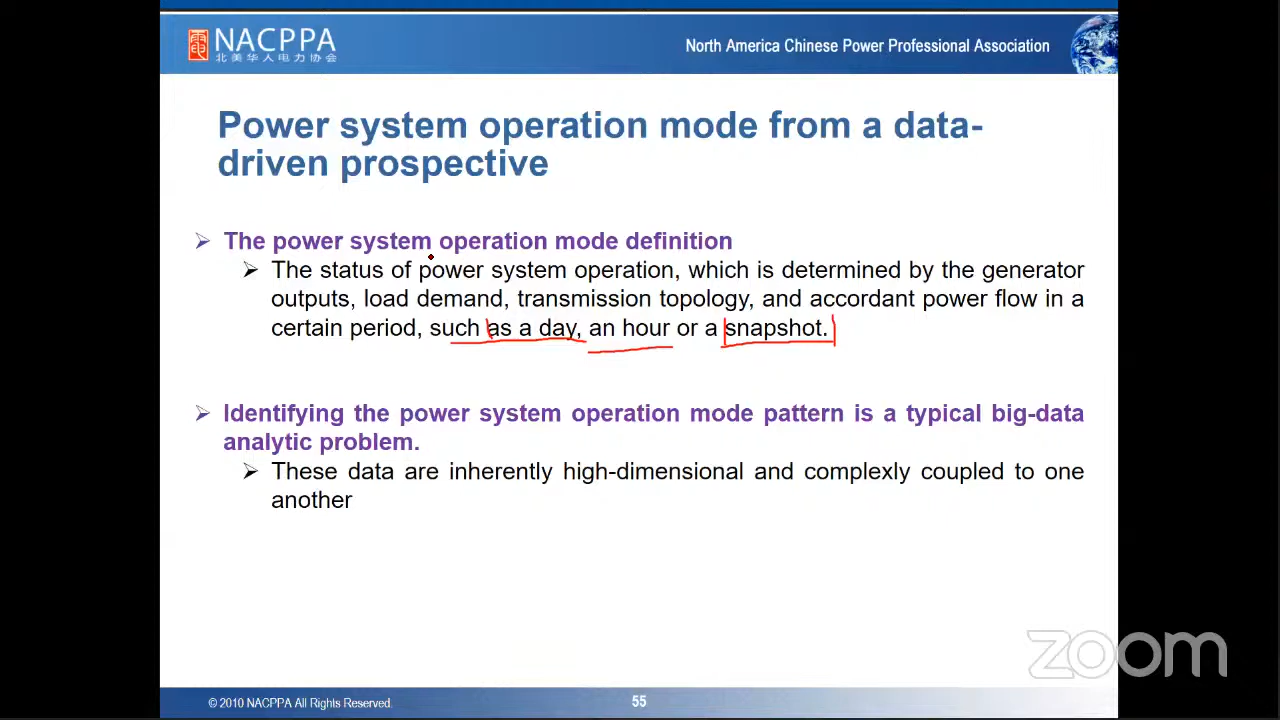 NACPPA
北美华人电力协会
North America Chinese Power Professional Association
Power system operation mode from a data-
driven prospective
The power system operation mode definition
The status of power system operation, which is determined by the generator
outputs, load demand, transmission topology, and accordant power flow in a
certain period, such as a day, an hour or a snapshot.
Identifying the power system operation mode pattern is a typical big-data
analytic problem.
These data are inherently high-dimensional and complexly coupled to one
another
zoom
© 2010 NACPPA All Rights Reserved.
55